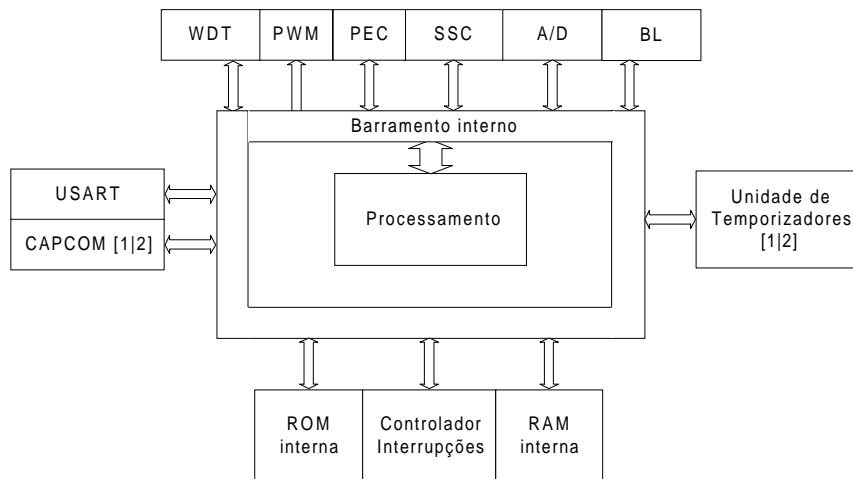 WDT PWM PEC SSC A/D BL
Barramento interno
Processamento
USART
CAPCOM [1|2]
Unidade de
Temporizadores
[1|2]
ROM
interna
Controlador
Interrupções
RAM
interna